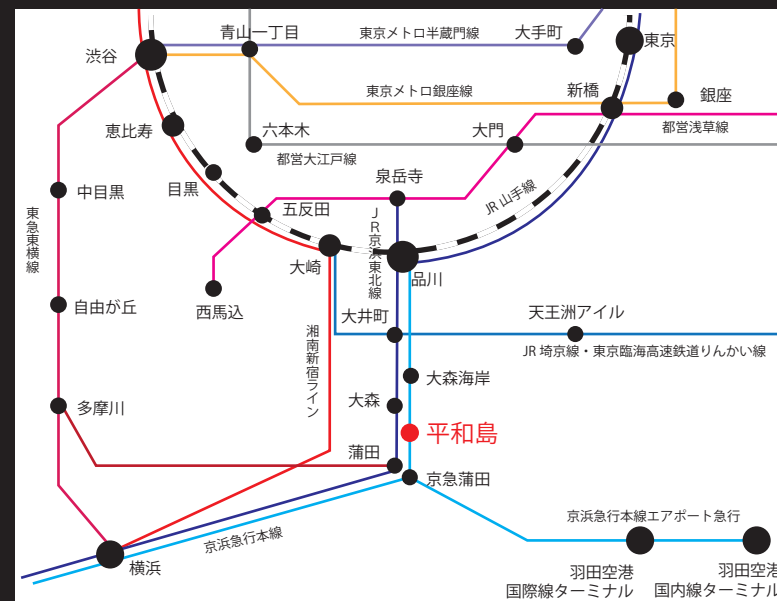 青山一丁目
東京メトロ半蔵門線
大手町
渋谷
東京
東京メトロ銀座線
新橋
銀座
恵比寿
六本木
大門
都営浅草線
都営大江戸線
泉岳寺
中目黒
目黒
JR山手線
五反田
東急東横線
JR京浜東北線
大崎
品川
自由が丘
西馬込
大井町
天王洲アイル
湘南新宿ライン
JR埼京線・東京臨海高速鉄道りんかい線
大森海岸
多摩川
大森
平和島
蒲田
京急蒲田
京浜急行本線エアポート急行
京浜急行本線
横浜
羽田空港
国際線ターミナル
羽田空港
国内線ターミナル